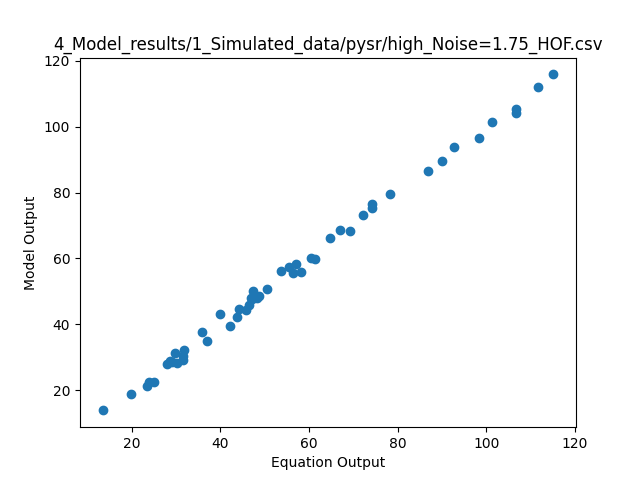 4_Model_results/1_Simulated_data/pysr/high_Noise=1.75_HOF.csv
120
100
80
60
40
20
Model Output
20 40 60 80 100 120
Equation Output